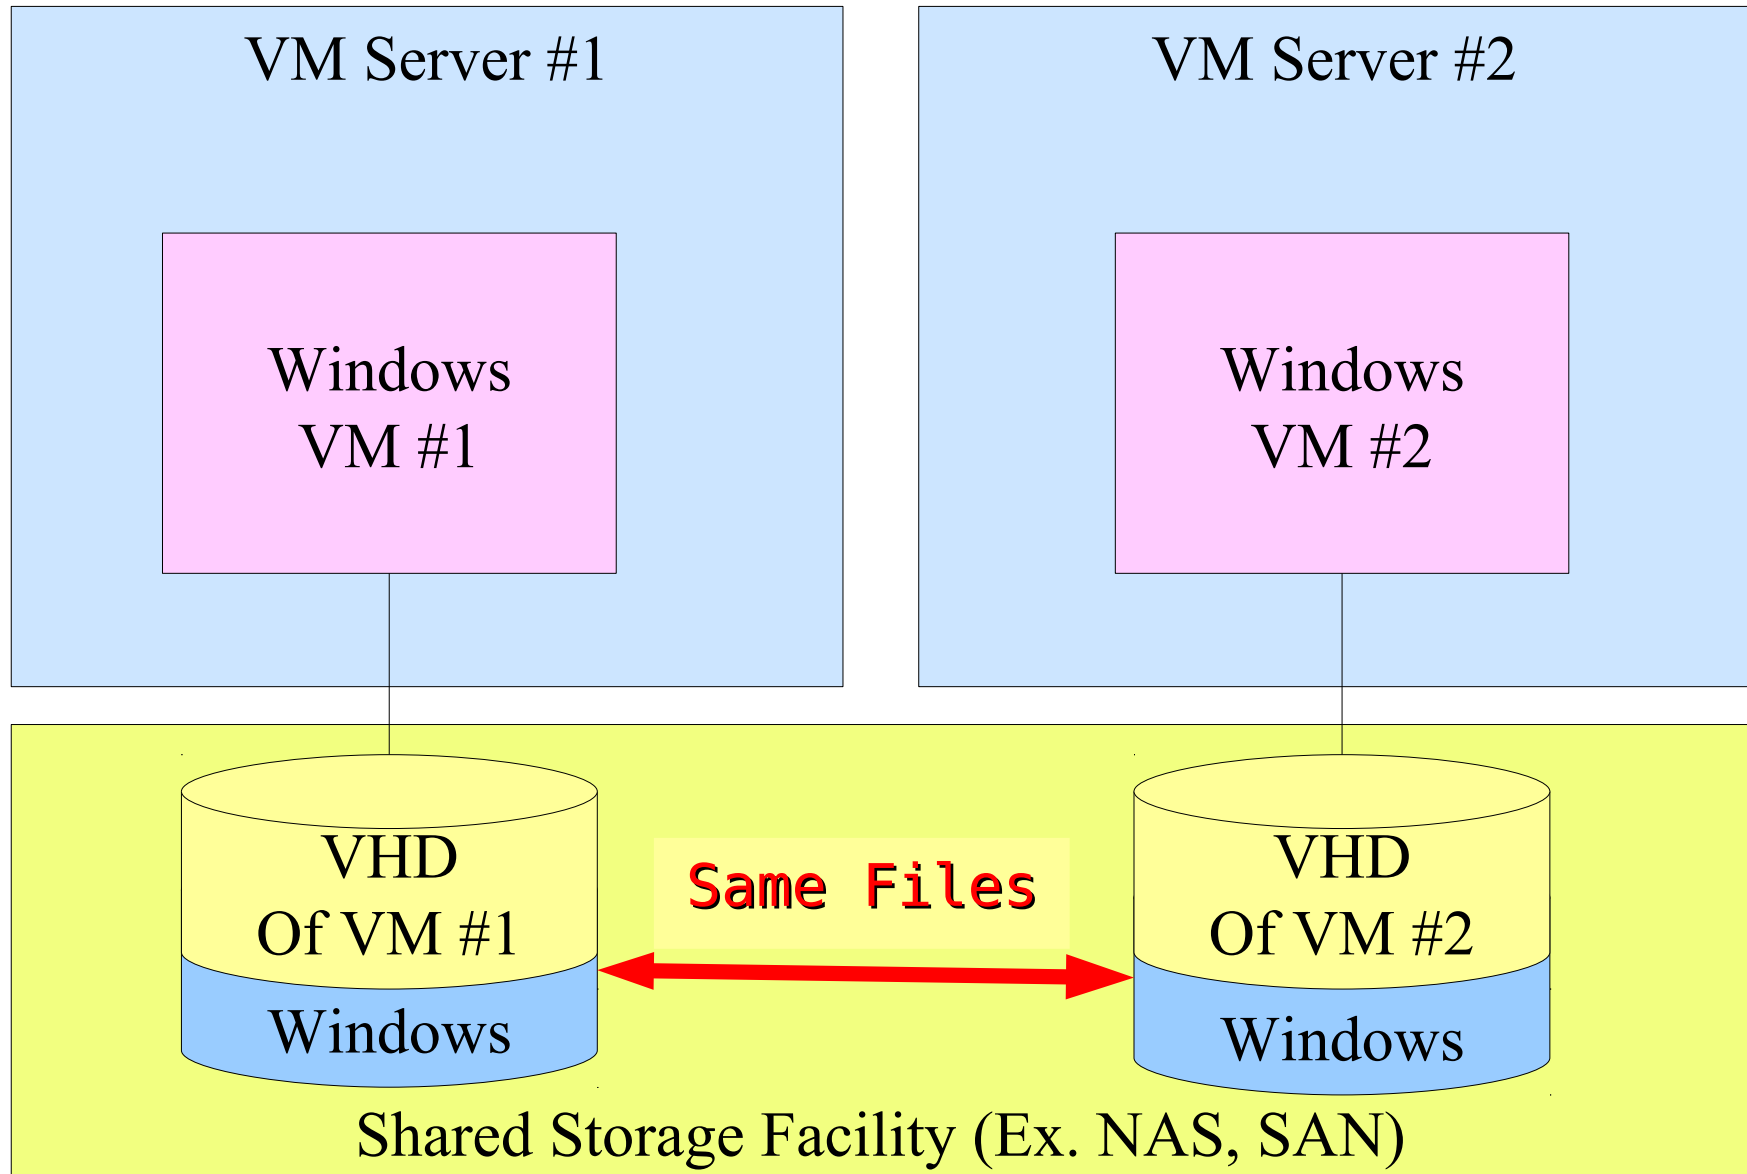 VM Server #1
VM Server #2
Windows
VM #1
Windows
VM #2
VHD
Of VM #1
Windows
Same Files
VHD
Of VM #2
Windows
Shared Storage Facility (Ex. NAS, SAN)